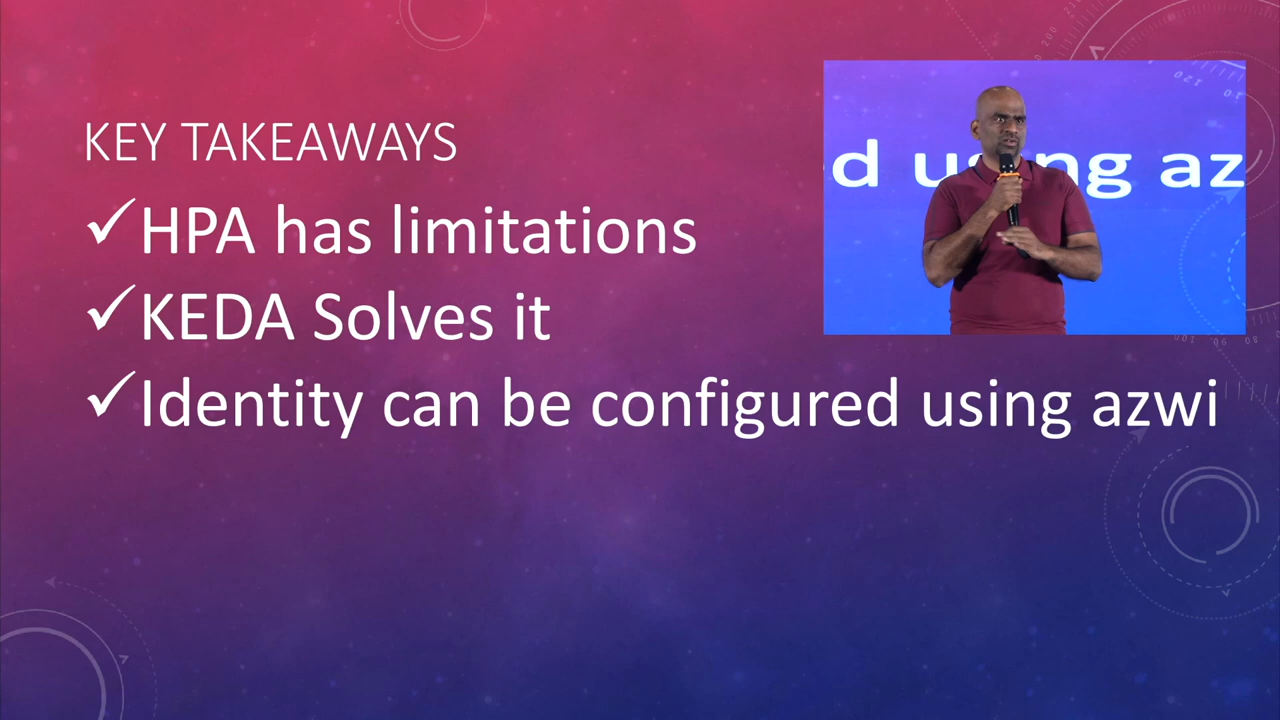 KEY TAKEAWAYS
✓HPA has limitations
✓KEDA Solves it
✓Identity can be configured using azwi
d using az